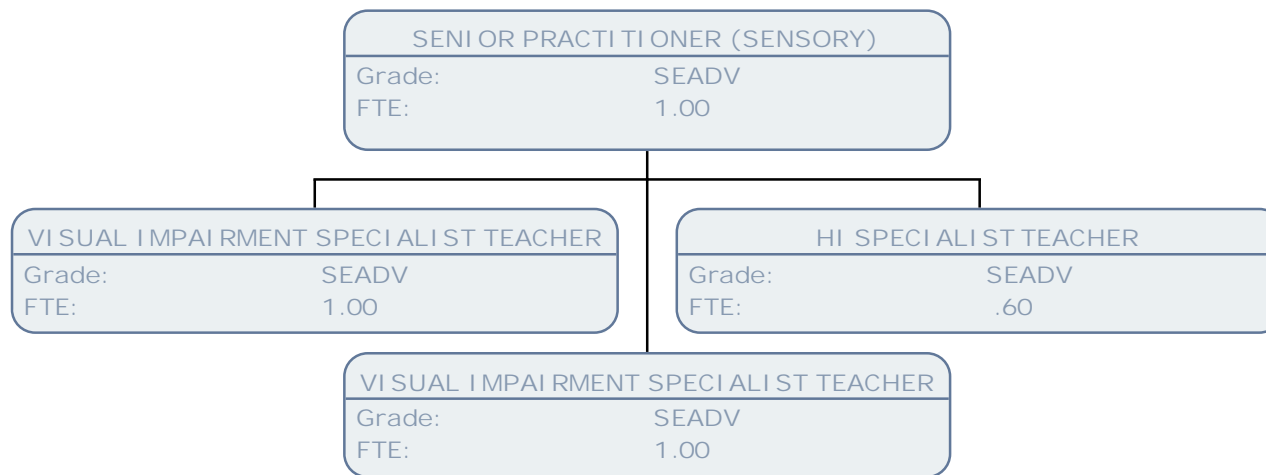 SENIOR PRACTITIONER (SENSORY)
Grade: SEADV
FTE: 1.00
VISUAL IMPAIRMENT SPECIALIST TEACHER
Grade: SEADV
FTE: 1.00
HI SPECIALIST TEACHER
Grade: SEADV
FTE: .60
VISUAL IMPAIRMENT SPECIALIST TEACHER
Grade: SEADV
FTE: 1.00